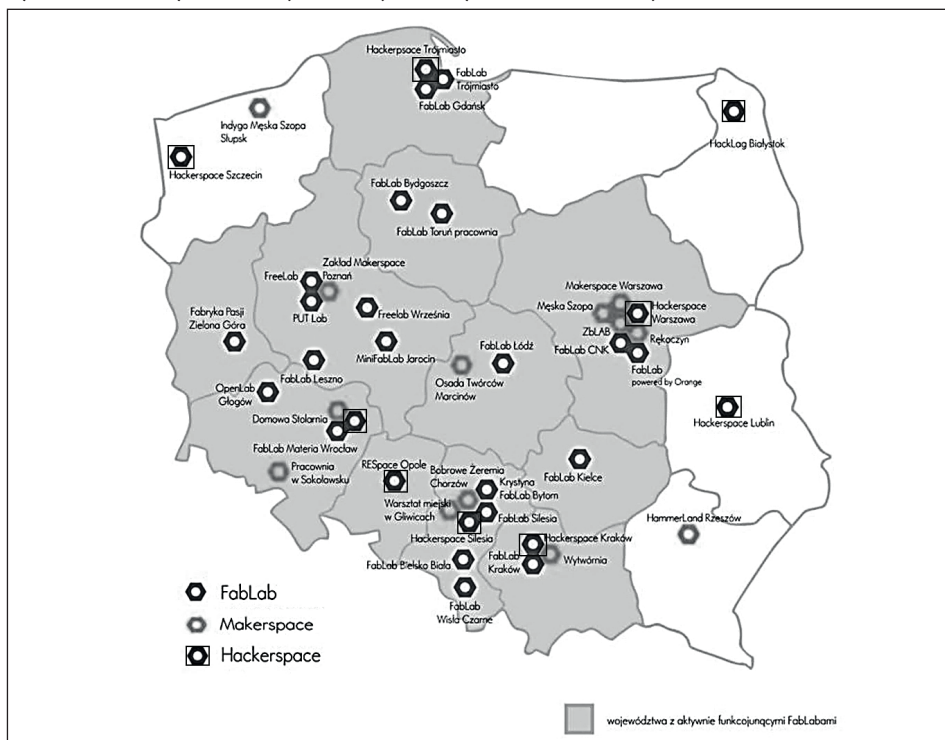 Hackerpsace Trójmiasto
FabLab
Trójmiasto
FabLab Gdańsk
Indygo Męska Szopa
Słupsk
Hackerspace Szczecin
HackLag Białystok
FabLab Bydgoszcz
FabLab Toruń pracownia
Zakład Makerspace
Poznań
FreeLab
PUT Lab
Freelab Września
MiniFabLab Jarocin
FabLab Leszno
Fabryka Pasji
Zielona Góra
Makerspace Warszawa
Męska Szopa
Hackerspace
Warszawa
ZbLAB
Rękoczyn
FabLab CNK
FabLab
powered by Orange
FabLab Łódź
Osada Twórców
Marcinów
OpenLab
Głogów
Domowa Stolarnia
FabLab Materia Wrocław
Pracownia
w Sokołowsku
Hackerspace Lublin
RESpace Opole
Bobrowe Żeremia
Chorzów
Krystyna
FabLab Bytom
Warsztat miejski
w Gliwicach
FabLab Silesia
Hackerspace Silesia
FabLab Kielce
HammerLand Rzeszów
Hackerspace Kraków
FabLab
Kraków
Wytwórnia
FabLab Bielsko Biała
FabLab
Wisla Czarne
FabLab
Makerspace
Hackerspace
województwa z aktywnie funkcojunującymi FabLabami